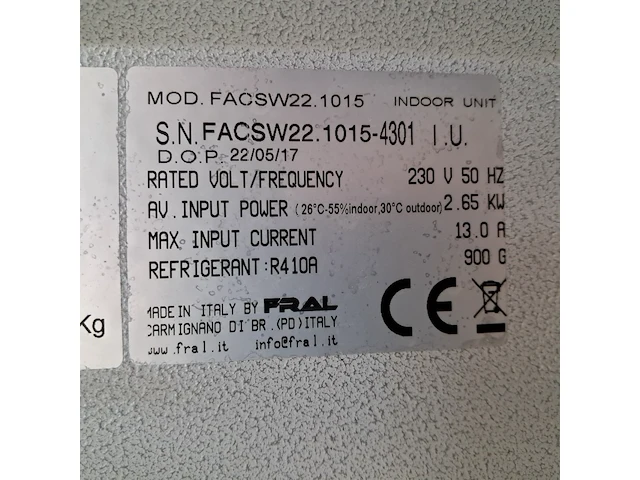 MOD. FACSW22.1015 INDOOR UNIT
S.N. FACSW22.1015-4301 I.U.
D.O.P. 22/05/17
RATED VOLT/FREQUENCY 230 V 50 HZ
AV. INPUT POWER (26°C-55%indoor,30°C outdoor) 2.65 KW
MAX INPUT CURRENT 13.0 A
REFRIGERANT:R410A 900 G
MADE IN ITALY BY FRAL
CARMIGNANO DI BR.(PD)ITALY
www.fral.it info@fral.it
CE
Kg